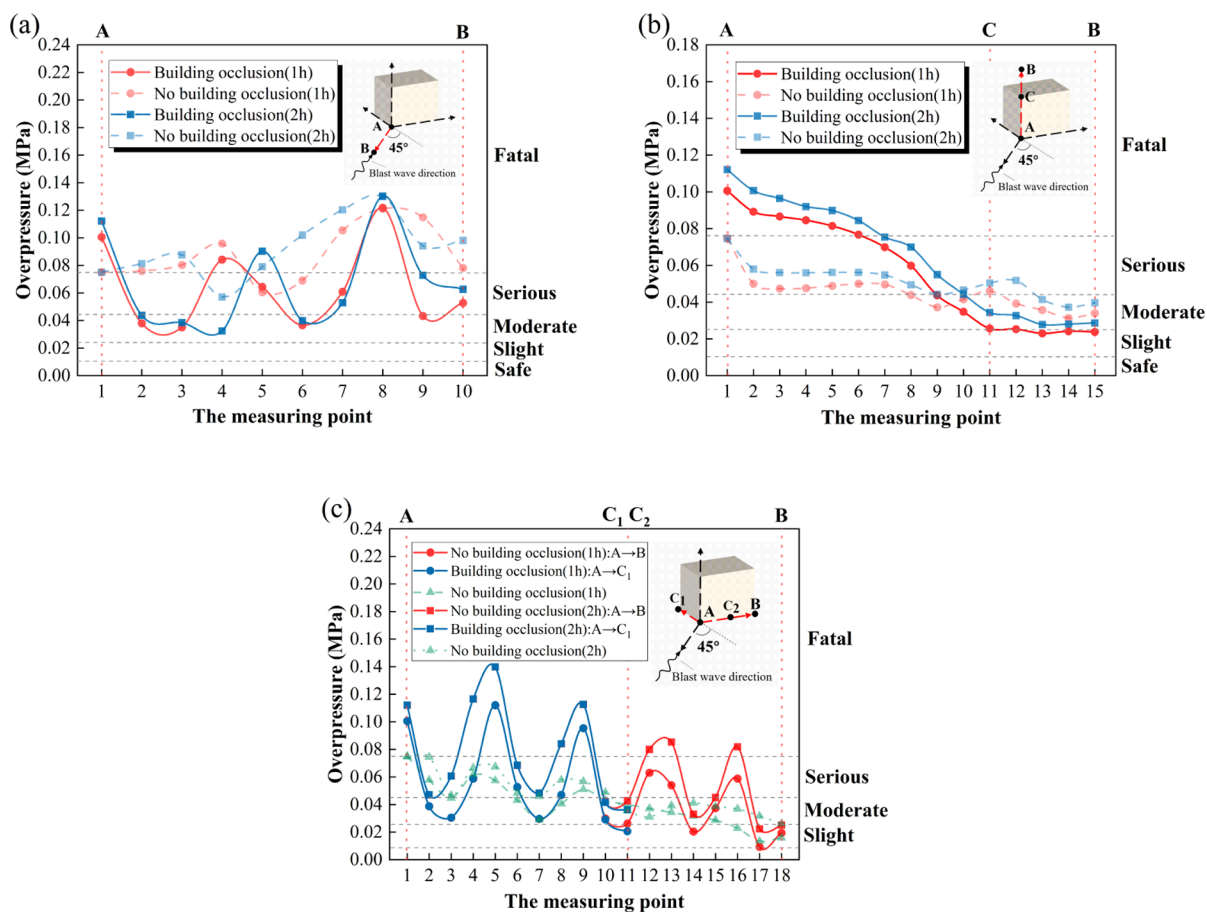 (a)
A
B
0.24
0.22
0.20
0.18
0.16
0.14
0.12
0.10
0.08
0.06
0.04
0.02
0.00
Overpressure (MPa)
Building occlusion(1h)
No building occlusion(1h)
Building occlusion(2h)
No building occlusion(2h)
A
B
45°
Blast wave direction
Fatal
Serious
Moderate
Slight
Safe
1 2 3 4 5 6 7 8 9 10
The measuring point
(b)
A
C
B
0.18
0.16
0.14
0.12
0.10
0.08
0.06
0.04
0.02
0.00
Overpressure (MPa)
Building occlusion(1h)
No building occlusion(1h)
Building occlusion(2h)
No building occlusion(2h)
B
C
A
45°
Blast wave direction
Fatal
Serious
Moderate
Slight
Safe
1 2 3 4 5 6 7 8 9 10 11 12 13 14 15
The measuring point
(c)
A
C1 C2
B
0.24
0.22
0.20
0.18
0.16
0.14
0.12
0.10
0.08
0.06
0.04
0.02
0.00
Overpressure (MPa)
No building occlusion(1h):A→B
Building occlusion(1h):A→C1
No building occlusion(1h)
No building occlusion(2h):A→B
Building occlusion(2h):A→C1
No building occlusion(2h)
C1
A
C2
B
45°
Blast wave direction
Fatal
Serious
Moderate
Slight
1 2 3 4 5 6 7 8 9 10 11 12 13 14 15 16 17 18
The measuring point